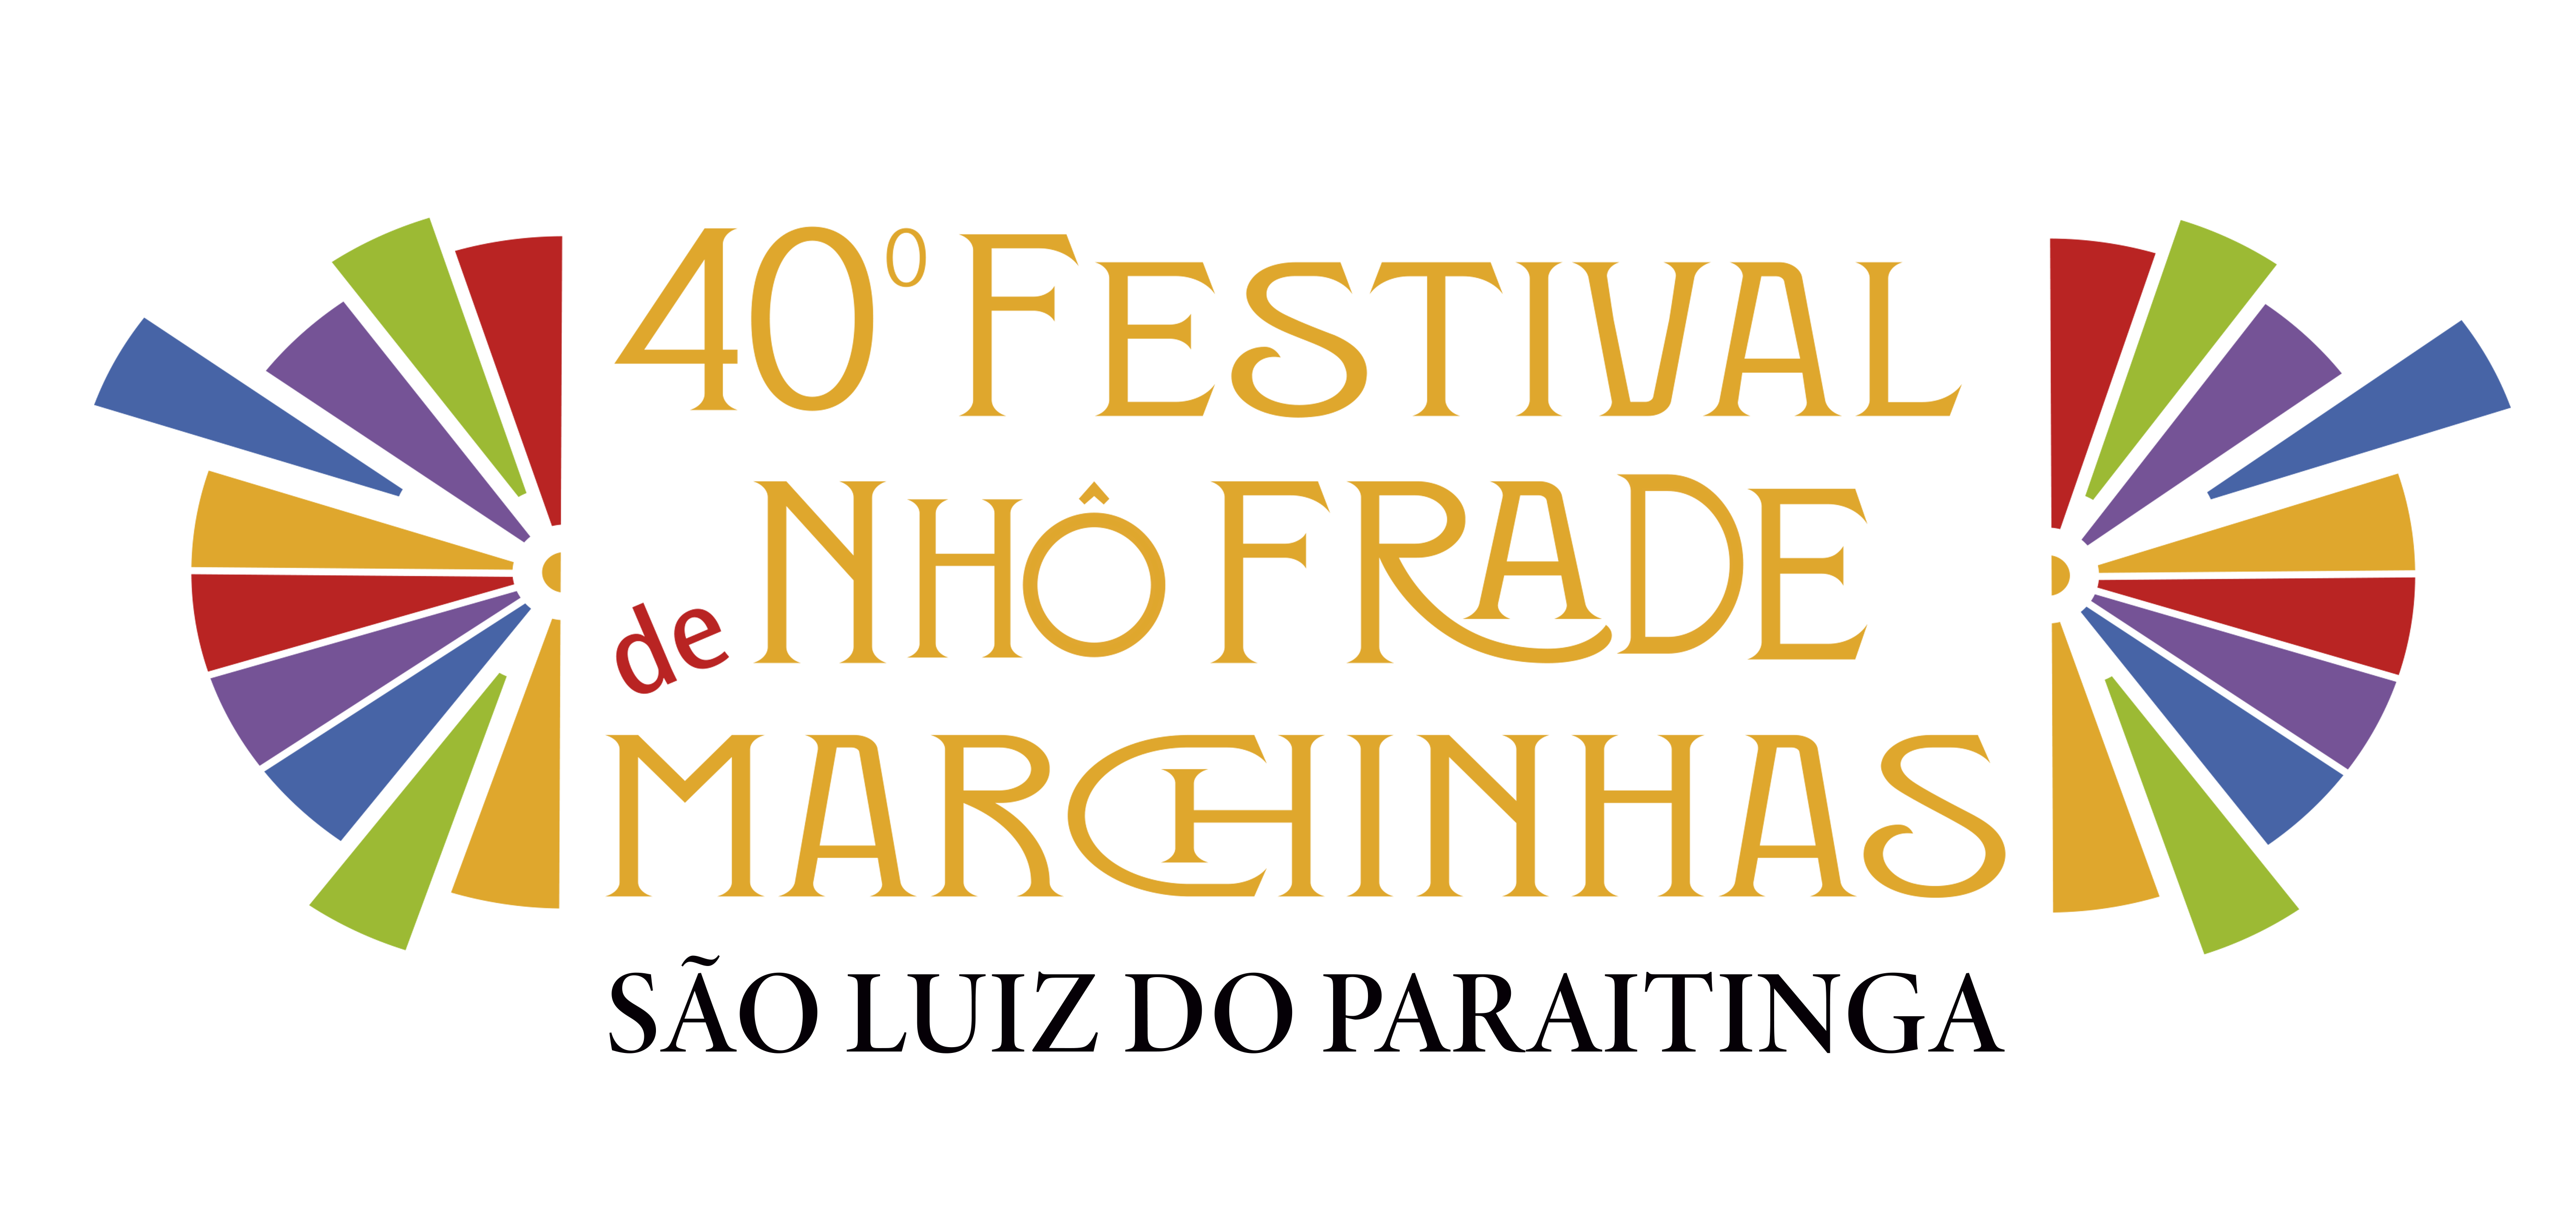 40º FESTIVAL
de NHÔ FRADE
MARCHINHAS
SÃO LUIZ DO PARAITINGA